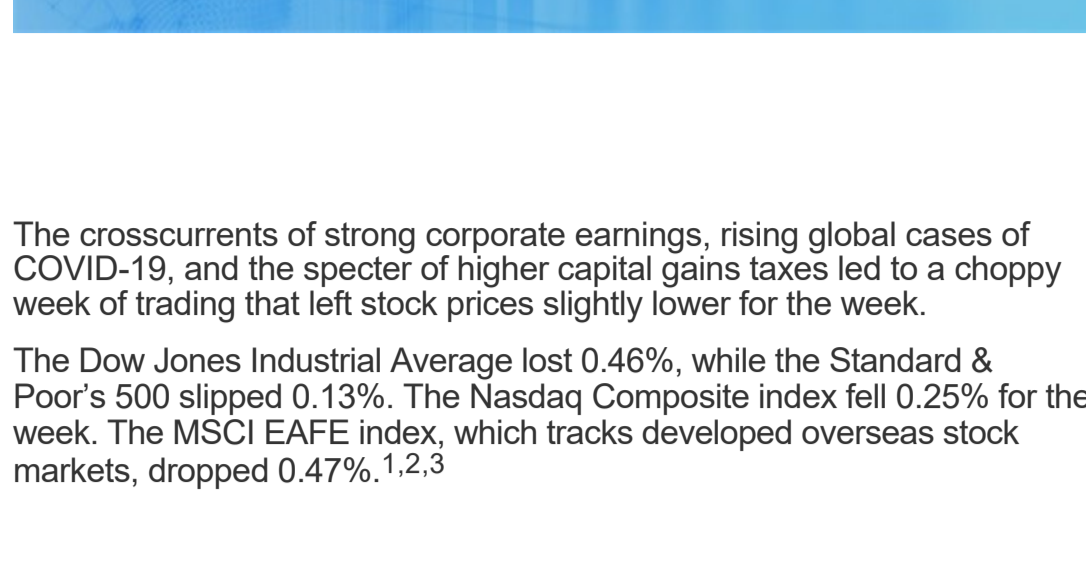 The crosscurrents of strong corporate earnings, rising global cases of
COVID-19, and the specter of higher capital gains taxes led to a choppy
week of trading that left stock prices slightly lower for the week.
The Dow Jones Industrial Average lost 0.46%, while the Standard &
Poor’s 500 slipped 0.13%. The Nasdaq Composite index fell 0.25% for the
week. The MSCI EAFE index, which tracks developed overseas stock
markets, dropped 0.47%.1,2,3